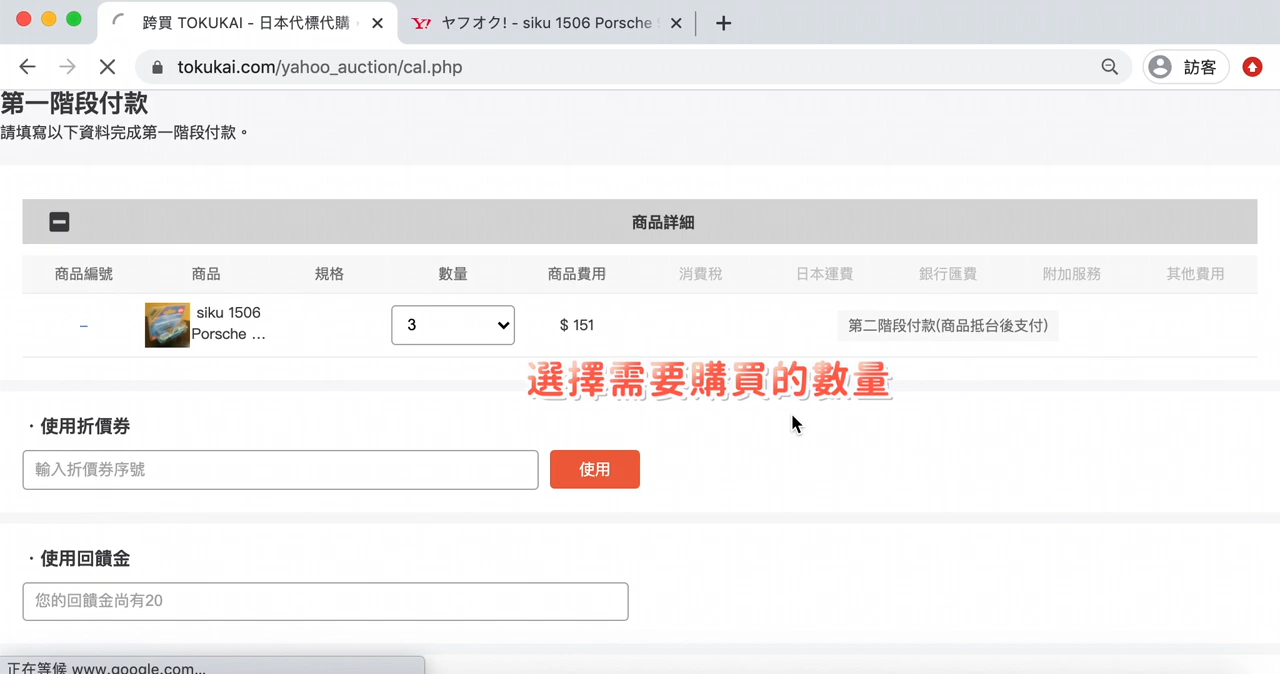 跨買 TOKUKAI - 日本代標代購
ヤフオク! - siku 1506 Porsche
tokukai.com/yahoo_auction/cal.php
訪客
第一階段付款
請填寫以下資料完成第一階段付款。
商品詳細
商品編號 商品 規格 數量 商品費用 消費稅 日本運費 銀行匯費 附加服務 其他費用
– siku 1506 Porsche ... 3 $ 151 第二階段付款(商品抵台後支付)
選擇需要購買的數量
· 使用折價券
輸入折價券序號 使用
· 使用回饋金
您的回饋金尚有20
正在等候 www.google.com...